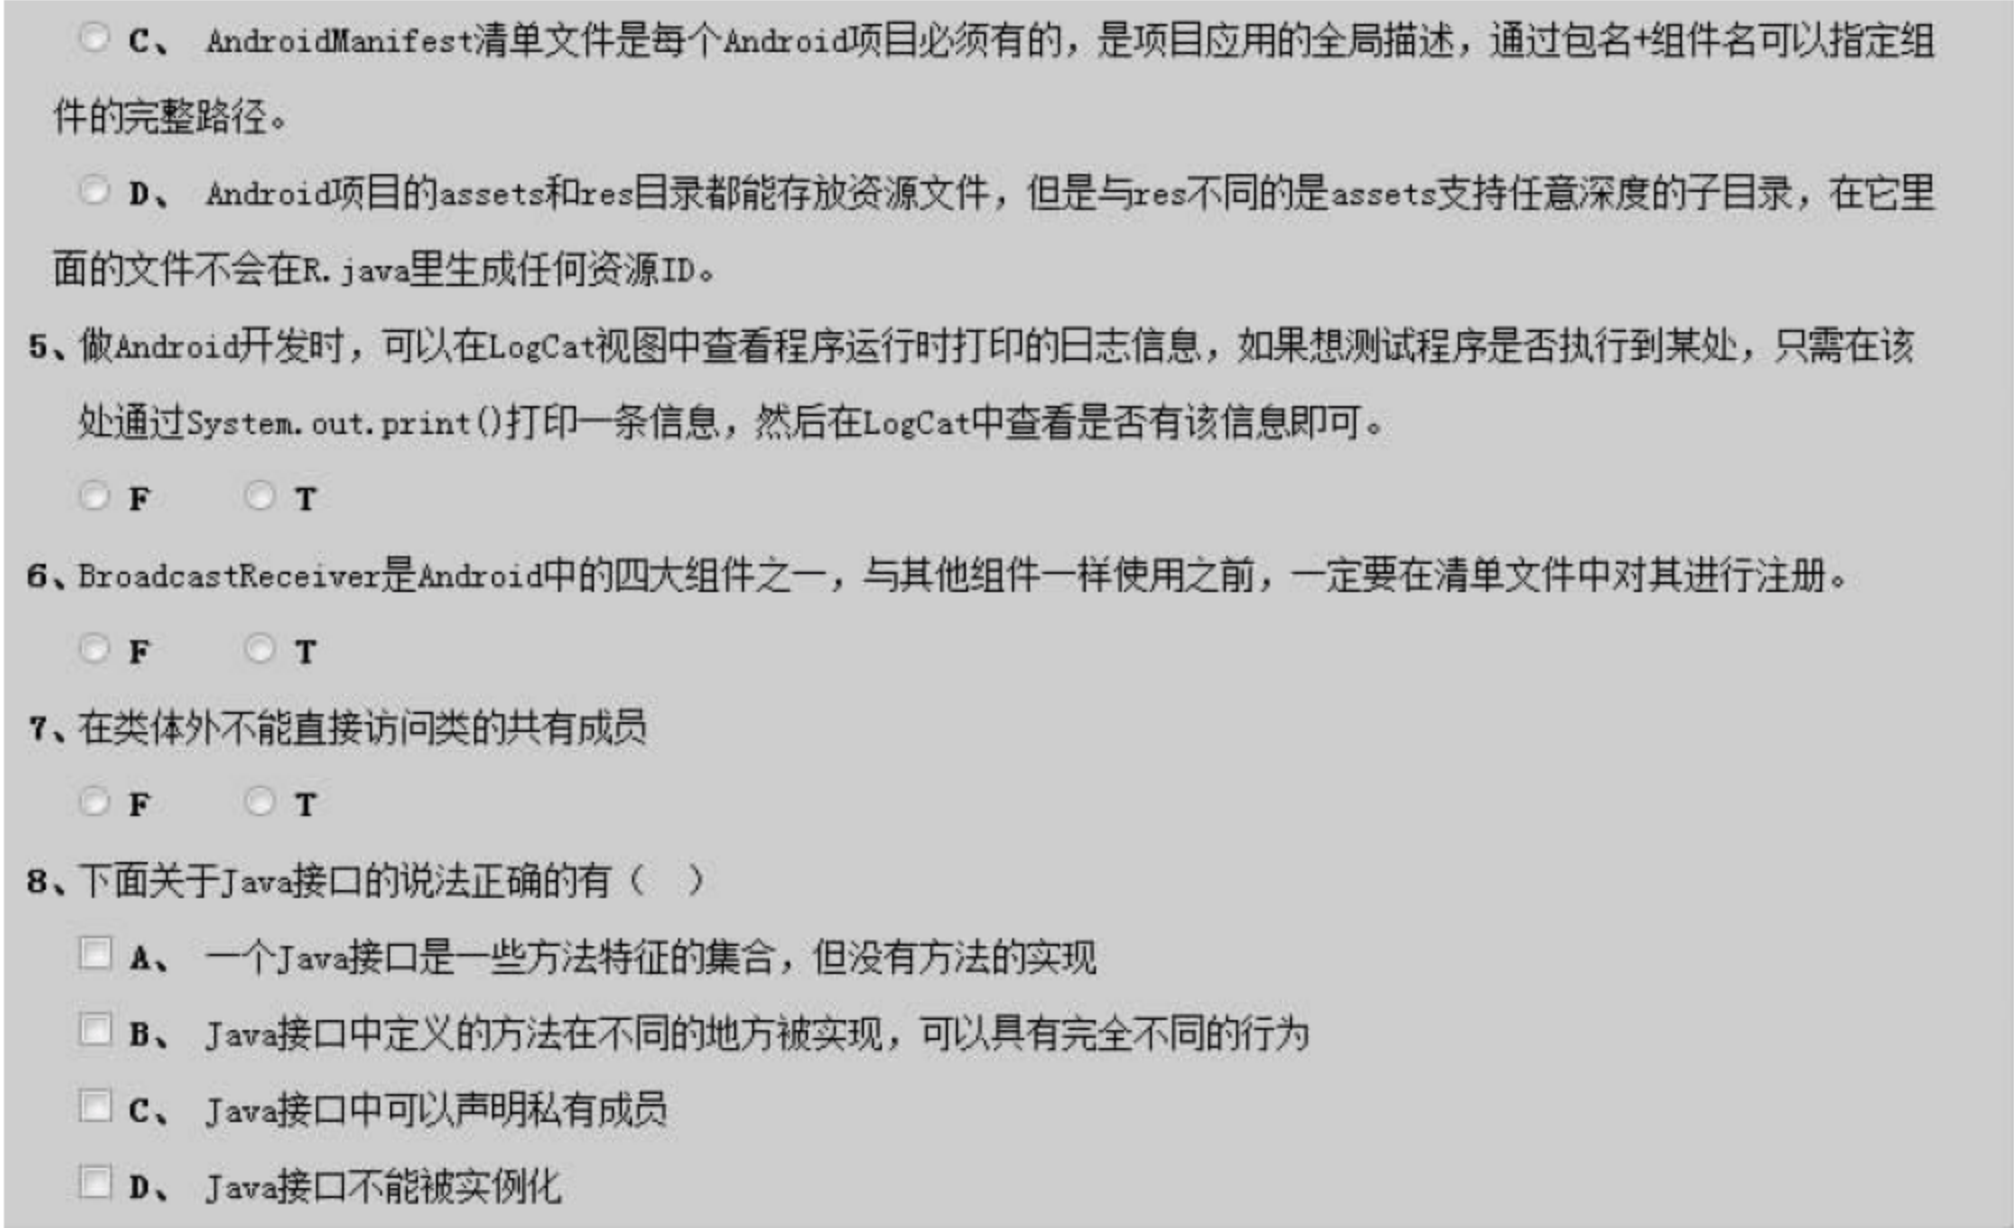 C、 AndroidManifest清单文件是每个Android项目必须有的，是项目应用的全局描述，通过包名+组件名可以指定组
件的完整路径。
D、 Android项目的assets和res目录都能存放资源文件，但是与res不同的是assets支持任意深度的子目录，在它里
面的文件不会在R.java里生成任何资源ID。
5、做Android开发时，可以在LogCat视图中查看程序运行时打印的日志信息，如果想测试程序是否执行到某处，只需在该
处通过System.out.print()打印一条信息，然后在LogCat中查看是否有该信息即可。
F T
6、BroadcastReceiver是Android中的四大组件之一，与其他组件一样使用之前，一定要在清单文件中对其进行注册。
F T
7、在类体外不能直接访问类的共有成员
F T
8、下面关于Java接口的说法正确的有（ ）
A、 一个Java接口是一些方法特征的集合，但没有方法的实现
B、 Java接口中定义的方法在不同的地方被实现，可以具有完全不同的行为
C、 Java接口中可以声明私有成员
D、 Java接口不能被实例化